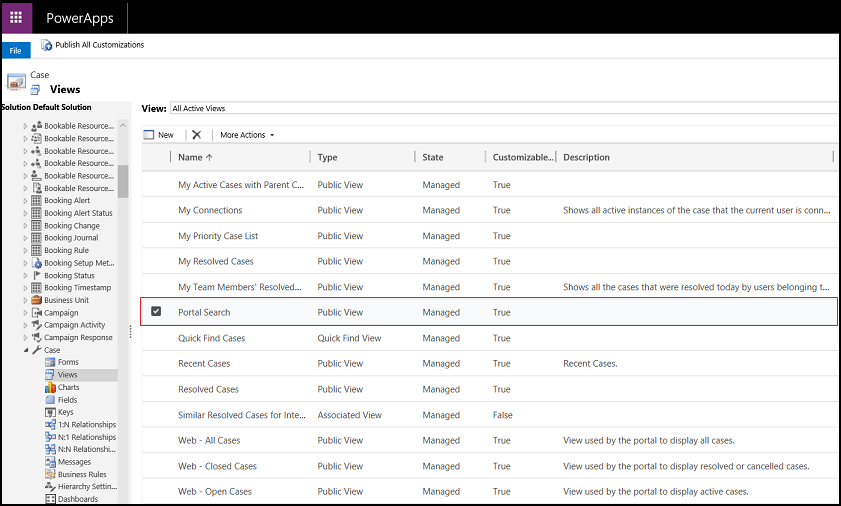 PowerApps
File
Publish All Customizations
Case
Views
Solution Default Solution
Bookable Resource...
Bookable Resource...
Bookable Resource...
Bookable Resource...
Bookable Resource...
Bookable Resource...
Booking Alert
Booking Alert Status
Booking Change
Booking Journal
Booking Rule
Booking Setup Met...
Booking Status
Booking Timestamp
Business Unit
Campaign
Campaign Activity
Campaign Response
Case
Forms
Views
Charts
Fields
Keys
1:N Relationships
N:1 Relationships
N:N Relationshi...
Messages
Business Rules
Hierarchy Settin...
Dashboards
View: All Active Views
New More Actions
Name Type State Customizable... Description
My Active Cases with Parent C... Public View Managed True
My Connections Public View Managed True Shows all active instances of the case that the current user is conn...
My Priority Case List Public View Managed True
My Resolved Cases Public View Managed True
My Team Members' Resolved... Public View Managed True Shows all the cases that were resolved today by users belonging t...
Portal Search Public View Managed True
Quick Find Cases Quick Find View Managed True
Recent Cases Public View Managed True Recent Cases.
Resolved Cases Public View Managed True
Similar Resolved Cases for Inte... Associated View Managed False
Web - All Cases Public View Managed True View used by the portal to display all cases.
Web - Closed Cases Public View Managed True View used by the portal to display resolved or cancelled cases.
Web - Open Cases Public View Managed True View used by the portal to display active cases.